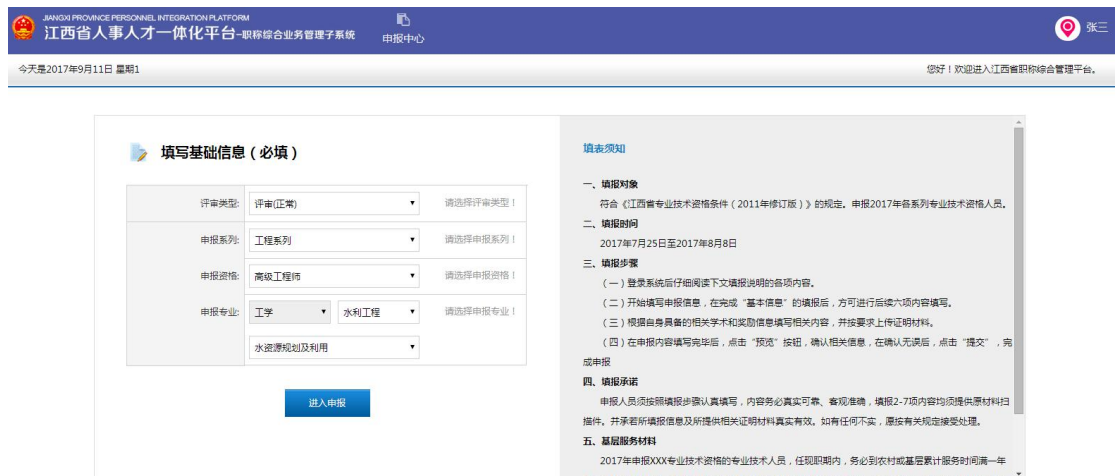 JIANGXI PROVINCE PERSONNEL INTEGRATION PLATFORM
江西省人事人才一体化平台-职称综合业务管理子系统
申报中心
张三
今天是2017年9月11日 星期1
您好！欢迎进入江西省职称综合管理平台。
填写基础信息（必填）
评审类型: 评审(正常) 请选择评审类型！
申报系列: 工程系列 请选择申报系列！
申报资格: 高级工程师 请选择申报资格！
申报专业: 工学 水利工程 请选择申报专业！
水资源规划及利用
进入申报
填表须知
一、填报对象
符合《江西省专业技术资格条件（2011年修订版）》的规定。申报2017年各系列专业技术资格人员。
二、填报时间
2017年7月25日至2017年8月8日
三、填报步骤
（一）登录系统后仔细阅读下文填报说明的各项内容。
（二）开始填写申报信息，在完成“基本信息”的填报后，方可进行后续六项内容填写。
（三）根据自身具备的相关学术和奖励信息填写相关内容，并按要求上传证明材料。
（四）在申报内容填写完毕后，点击“预览”按钮，确认相关信息，在确认无误后，点击“提交”，完
成申报
四、填报承诺
申报人员须按照填报步骤认真填写，内容务必真实可靠、客观准确，填报2-7项内容均须提供原材料扫
描件。并承若所填报信息及所提供相关证明材料真实有效。如有任何不实，愿按有关规定接受处理。
五、基层服务材料
2017年申报XXX专业技术资格的专业技术人员，任现职期内，务必到农村或基层累计服务时间满一年